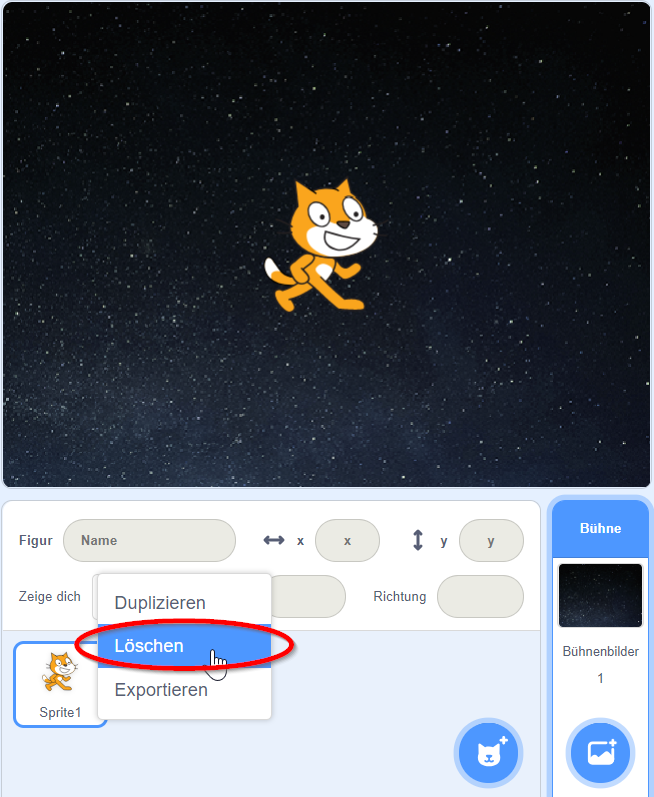 Figur Name x x y y
Bühne
Zeige dich Richtung
Duplizieren
Löschen
Exportieren
Sprite1
Bühnenbilder
1